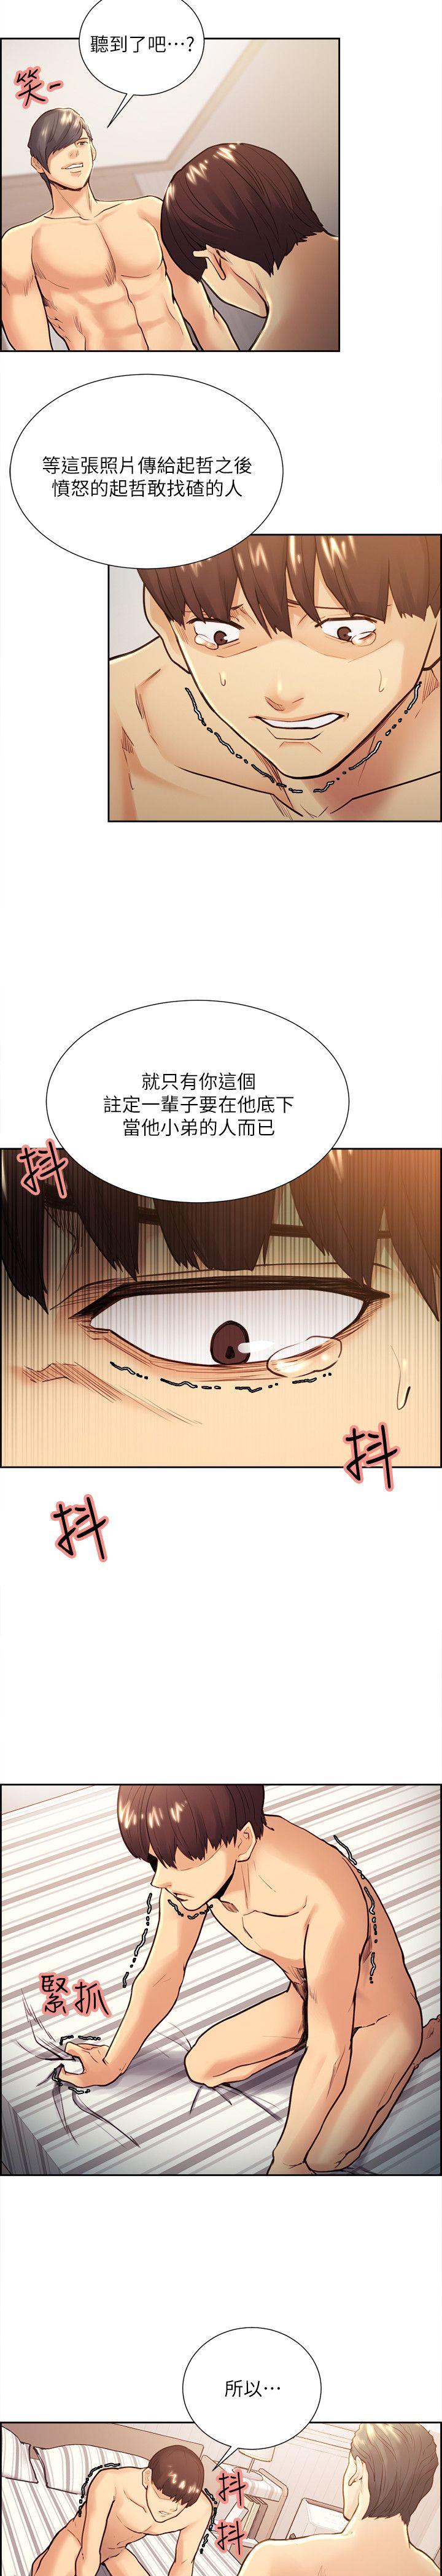 聽到了吧…?
笑-
等這張照片傳給起哲之後
憤怒的起哲敢找碴的人
就只有你這個
註定一輩子要在他底下
當他小弟的人而已
抖
抖
抖
緊抓
所以…
抖
抖